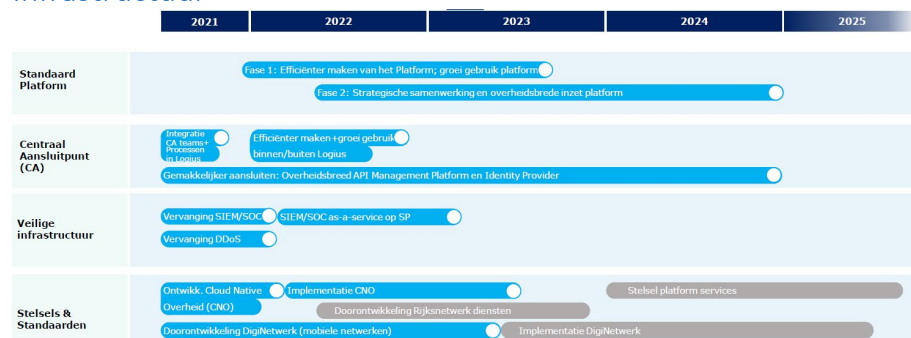 2021 2022 2023 2024 2025
Standaard
Platform
Fase 1: Efficiënter maken van het Platform; groei gebruik platform
Fase 2: Strategische samenwerking en overheidsbrede inzet platform
Centraal
Aansluitpunt
(CA)
Integratie
CA teams+
Processen
in Logius
Efficiënter maken+groei gebruik
binnen/buiten Logius
Gemakkelijker aansluiten: Overheidsbreed API Management Platform en Identity Provider
Veilige
infrastructuur
Vervanging SIEM/SOC
SIEM/SOC as-a-service op SP
Vervanging DDoS
Stelsels &
Standaarden
Ontwikk. Cloud Native
Overheid (CNO)
Implementatie CNO
Stelsel platform services
Doorontwikkeling Rijksnetwerk diensten
Doorontwikkeling DigiNetwerk (mobiele netwerken)
Implementatie DigiNetwerk